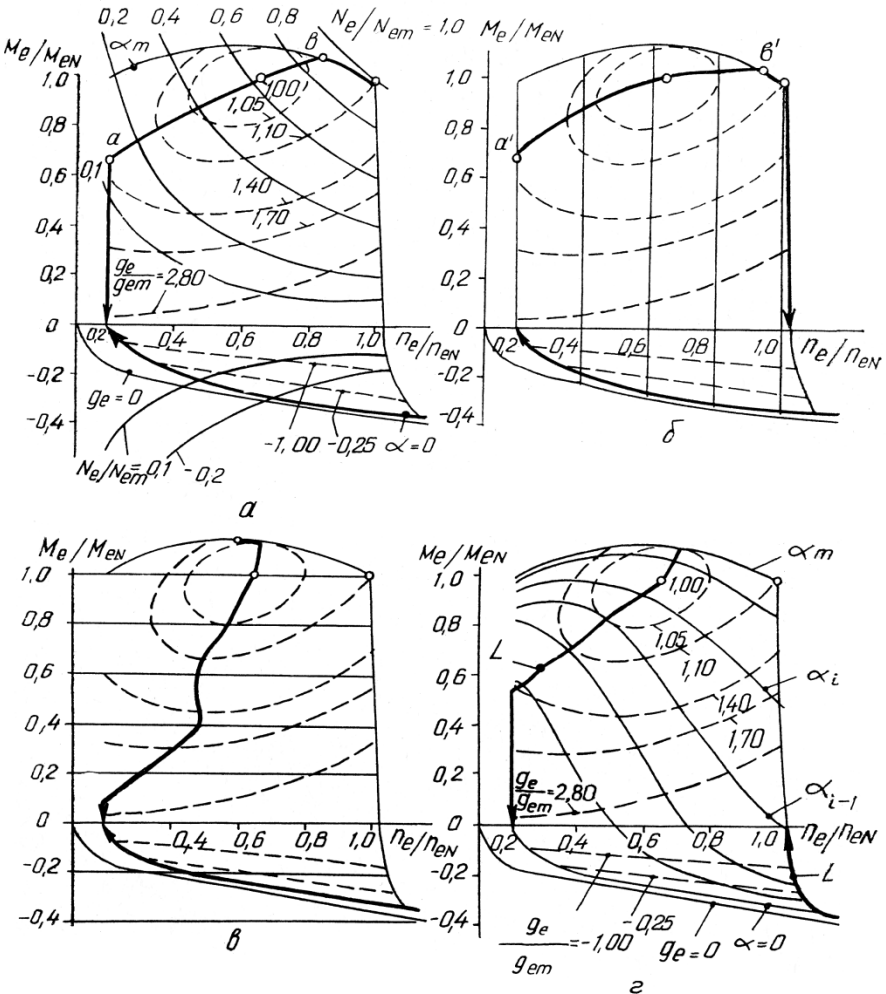 0,2 0,4 0,6 0,8 Ne/Nem = 1,0
Me/MeN
αm
в
1,0
a
0,8
1,00
1,05
1,10
0,1
0,6
1,40
0,4
1,70
0,2
ge/gem = 2,80
0
0,2 0,4 0,6 0,8 1,0
ne/neN
-0,2
ge = 0
-0,4
-1,00 -0,25 α=0
Ne/Nem = 0,1 -0,2
а
Me/MeN
в'
1,0
0,8
a'
0,6
0,4
0,2
0
0,2 0,4 0,6 0,8 1,0
ne/neN
-0,2
-0,4
б
Me/MeN
1,0
0,8
0,6
0,4
0,2
0
0,4 0,6 0,8 1,0 ne/neN
-0,2
-0,4
в
Me/MeN
αm
1,0
1,00
0,8
1,05
L
1,10
0,6
αi
1,40
0,4
1,70
0,2
ge/gem = 2,80
αi-1
0
0,2 0,4 0,6 0,8 1,0 ne/neN
-0,2
L
-0,4
ge/gem = -1,00 -0,25 ge=0 α=0
г